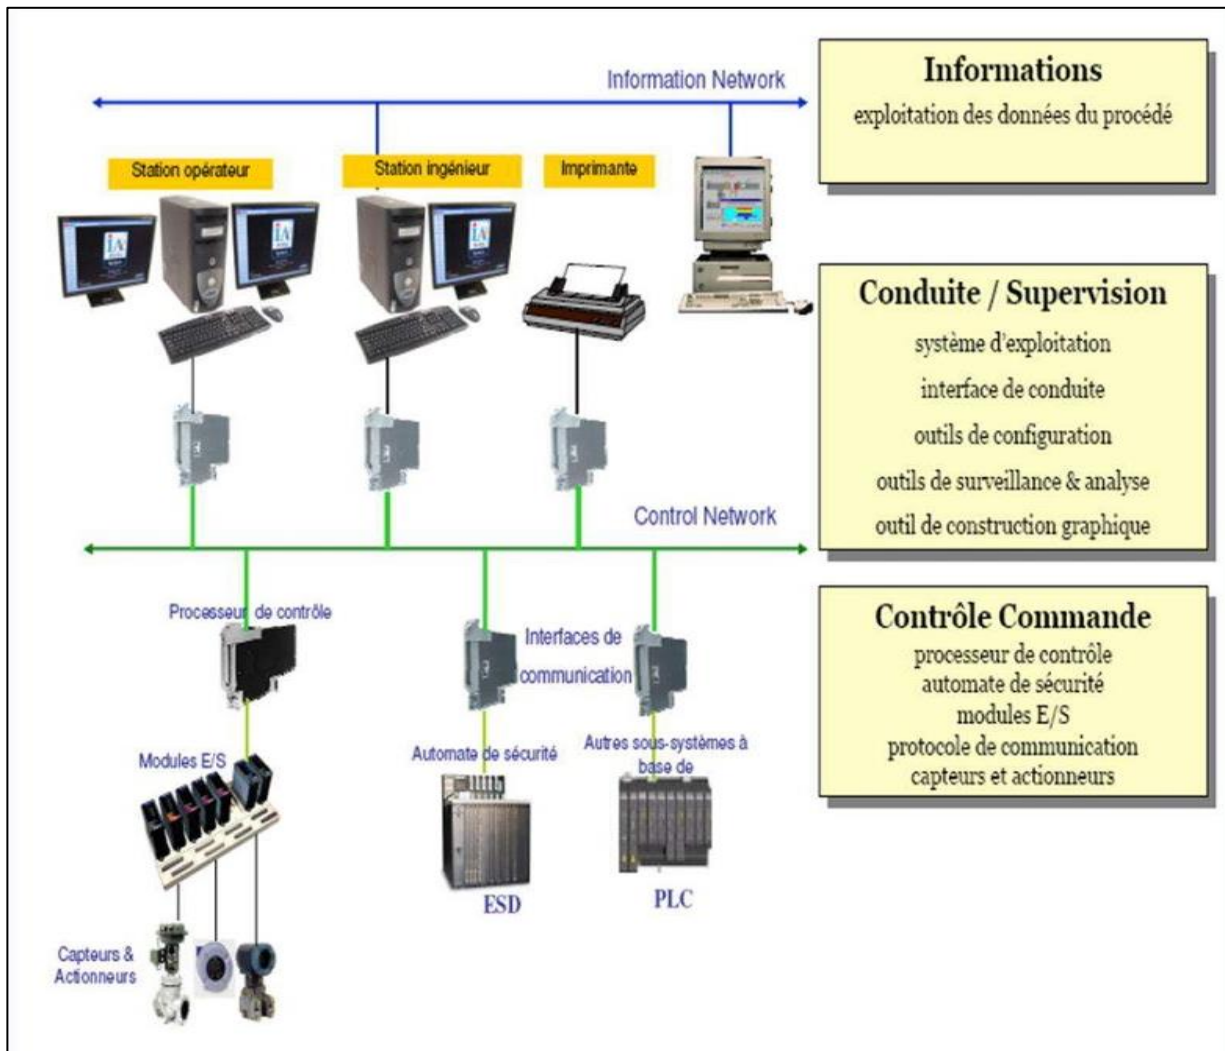 Information Network
Informations
exploitation des données du procédé
Station opérateur
Station ingénieur
Imprimante
Conduite / Supervision
système d'exploitation
interface de conduite
outils de configuration
outils de surveillance & analyse
outil de construction graphique
Control Network
Processeur de contrôle
Interfaces de
communication
Contrôle Commande
processeur de contrôle
automate de sécurité
modules E/S
protocole de communication
capteurs et actionneurs
Modules E/S
Automate de sécurité
Autres sous-systèmes à
base de
ESD
PLC
Capteurs &
Actionneurs